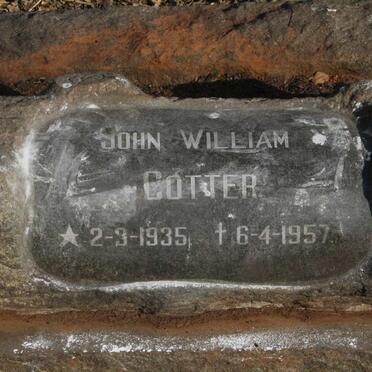 JOHN WILLIAM
COTTER
★ 2-3-1935 † 6-4-1957